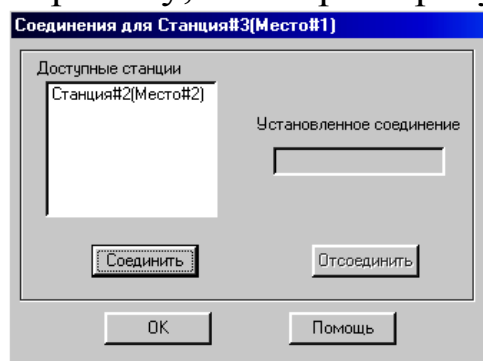 Соединения для Станция#3(Место#1)
Доступные станции
Станция#2(Место#2)
Установленное соединение
Соединить
Отсоединить
OK
Помощь